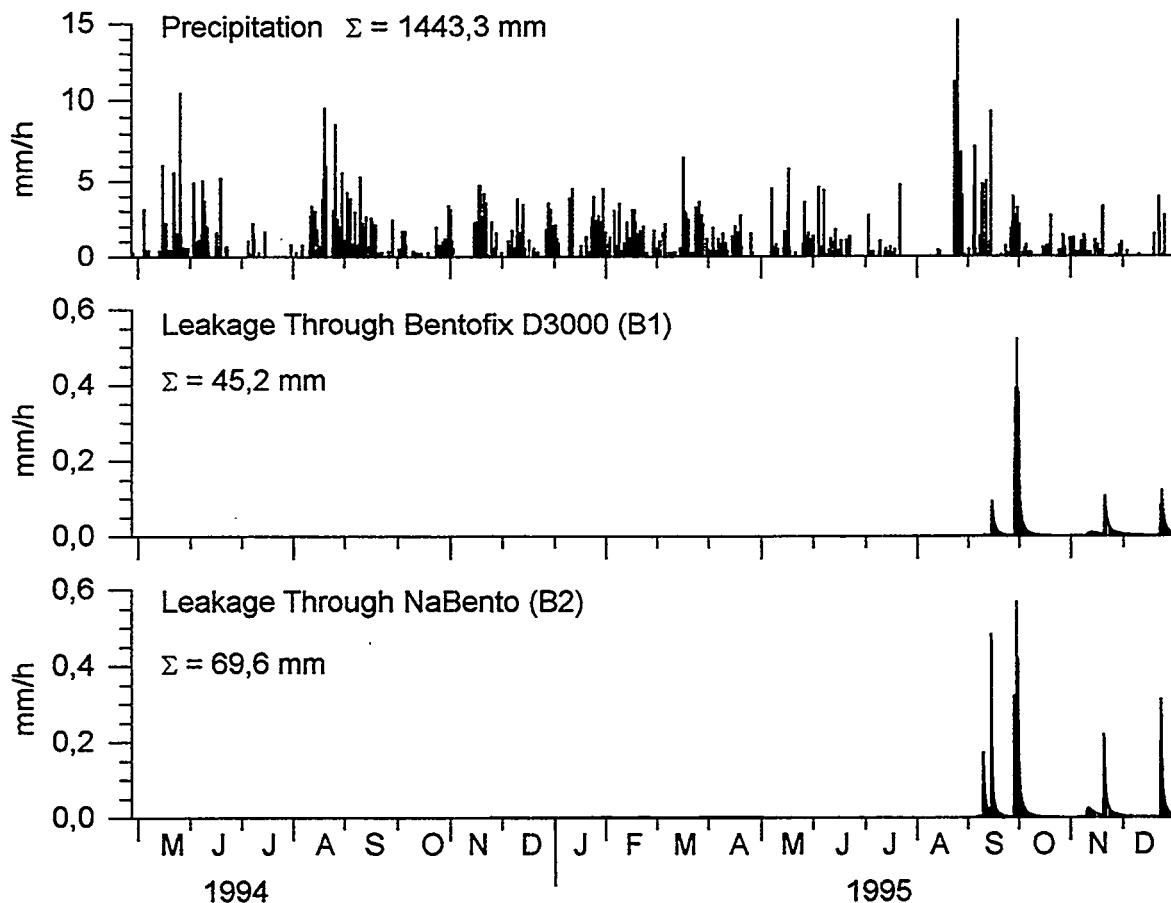 Precipitation Σ = 1443,3 mm
15
10
5
0
mm/h
Leakage Through Bentofix D3000 (B1)
Σ = 45,2 mm
0,6
0,4
0,2
0,0
mm/h
Leakage Through NaBento (B2)
Σ = 69,6 mm
0,6
0,4
0,2
0,0
mm/h
M J J A S O N D J F M A M J J A S O N D
1994 1995